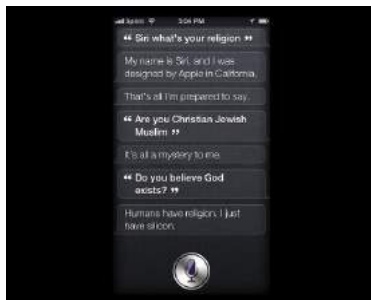 Sprint 3:04 PM
“ Siri what's your religion ”
My name is Siri, and I was
designed by Apple in California.
That's all I'm prepared to say.
“ Are you Christian Jewish
Muslim ”
It's all a mystery to me.
“ Do you believe God
exists? ”
Humans have religion. I just
have silicon.